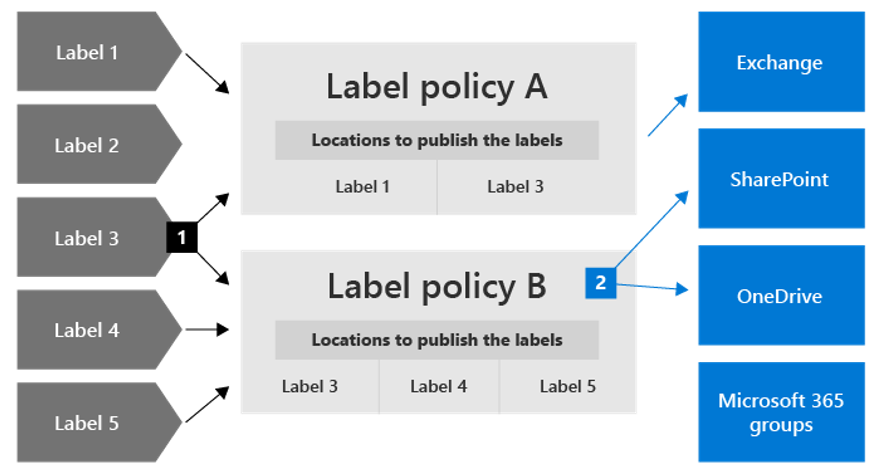 Label 1
Label 2
Label 3
1
Label 4
Label 5
Label policy A
Locations to publish the labels
Label 1 Label 3
Label policy B
2
Locations to publish the labels
Label 3 Label 4 Label 5
Exchange
SharePoint
OneDrive
Microsoft 365
groups